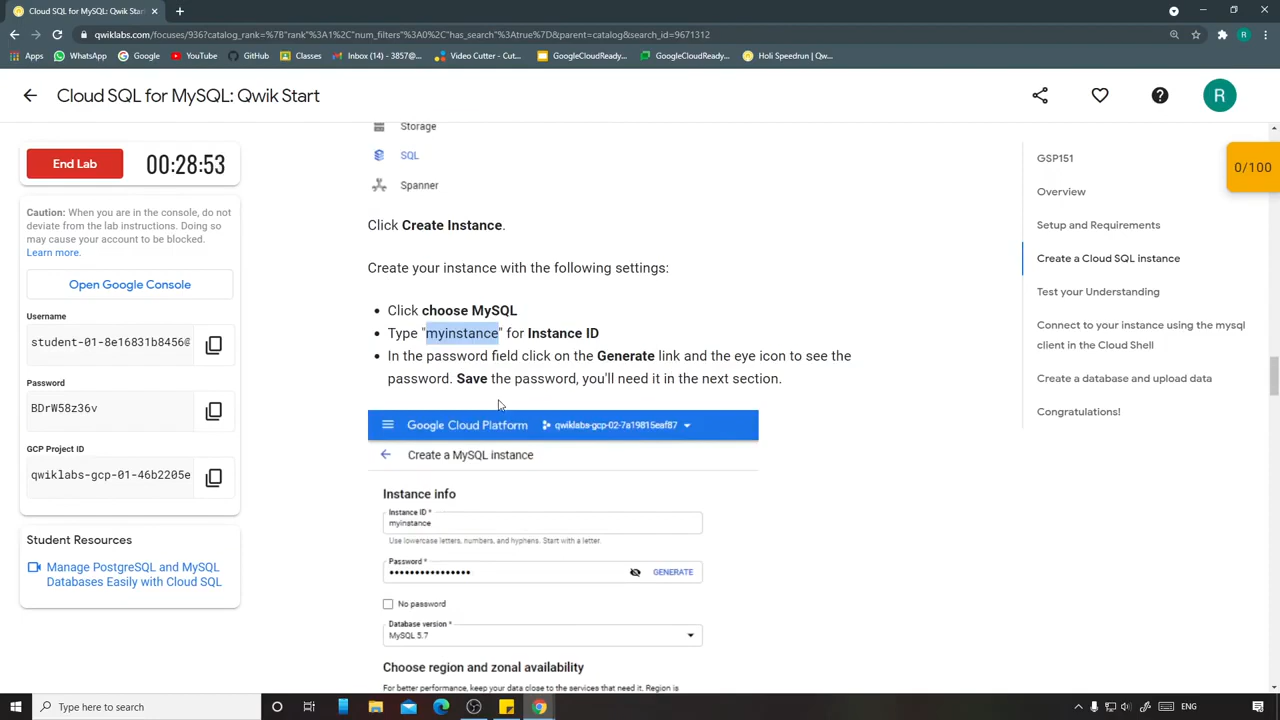 Cloud SQL for MySQL: Qwik Star
qwiklabs.com/focuses/936?catalog_rank=%7B"rank"%3A1%2C"num_filters"%3A0%2C"has_search"%3Atrue%7D&parent=catalog&search_id=9671312
Apps WhatsApp Google YouTube GitHub Classes Inbox (14) - 3857@... Video Cutter - Cut... GoogleCloudReady... GoogleCloudReady... Holi Speedrun | Qw...
Cloud SQL for MySQL: Qwik Start
R
End Lab 00:28:53
Caution: When you are in the console, do not
deviate from the lab instructions. Doing so
may cause your account to be blocked.
Learn more.
Open Google Console
Username
student-01-8e16831b8456@
Password
BDrW58z36v
GCP Project ID
qwiklabs-gcp-01-46b2205e
Student Resources
Manage PostgreSQL and MySQL
Databases Easily with Cloud SQL
Storage
SQL
Spanner
Click Create Instance.
Create your instance with the following settings:
• Click choose MySQL
• Type "myinstance" for Instance ID
• In the password field click on the Generate link and the eye icon to see the
password. Save the password, you'll need it in the next section.
Google Cloud Platform qwiklabs-gcp-02-7a19815eaf87
Create a MySQL instance
Instance info
Instance ID *
myinstance
Use lowercase letters, numbers, and hyphens. Start with a letter.
Password *
••••••••••••••••
GENERATE
No password
Database version *
MySQL 5.7
Choose region and zonal availability
For better performance, keep your data close to the services that need it. Region is
GSP151
Overview
Setup and Requirements
Create a Cloud SQL instance
Test your Understanding
Connect to your instance using the mysql
client in the Cloud Shell
Create a database and upload data
Congratulations!
0/100
Type here to search
ENG